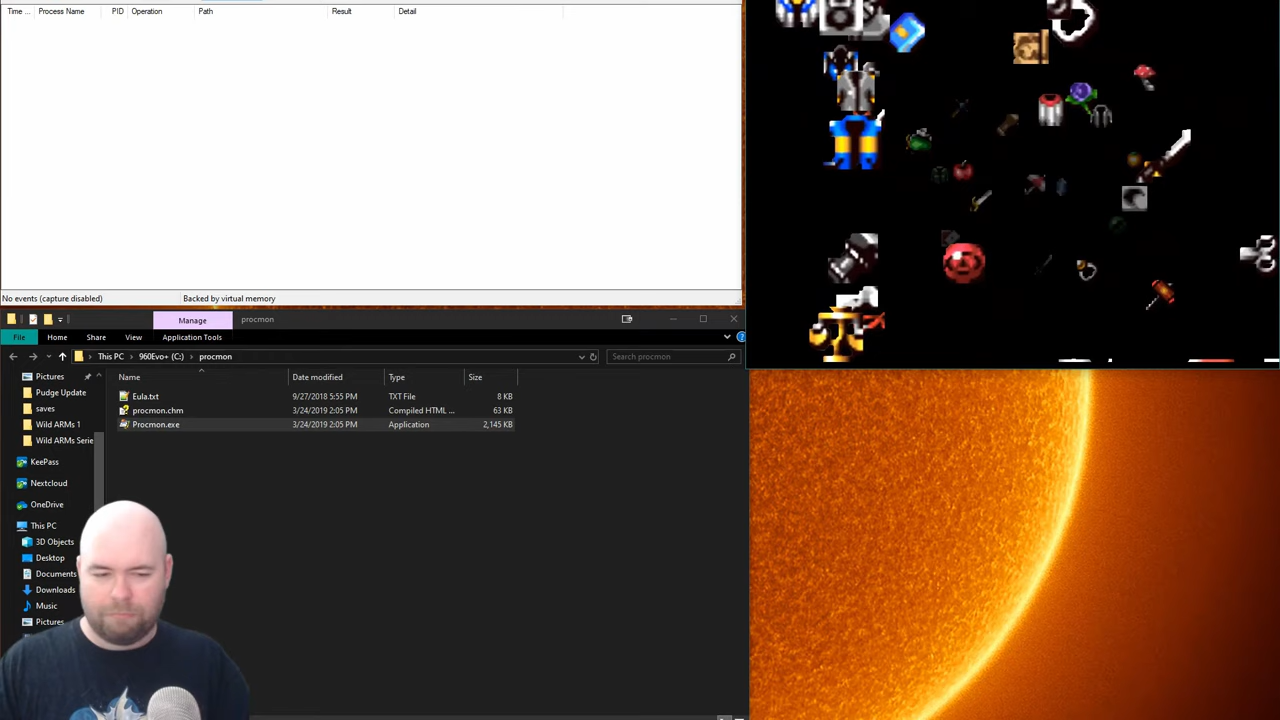 Time ... Process Name PID Operation Path Result Detail
No events (capture disabled) Backed by virtual memory
Manage procmon
File Home Share View Application Tools
This PC 960Evo+ (C:) procmon Search procmon
Name Date modified Type Size
Pictures
Pudge Update
saves
Wild ARMs 1
Wild ARMs Serie
KeePass
Nextcloud
OneDrive
This PC
3D Objects
Desktop
Documents
Downloads
Music
Pictures
Eula.txt 9/27/2018 5:55 PM TXT File 8 KB
procmon.chm 3/24/2019 2:05 PM Compiled HTML ... 63 KB
Procmon.exe 3/24/2019 2:05 PM Application 2,145 KB